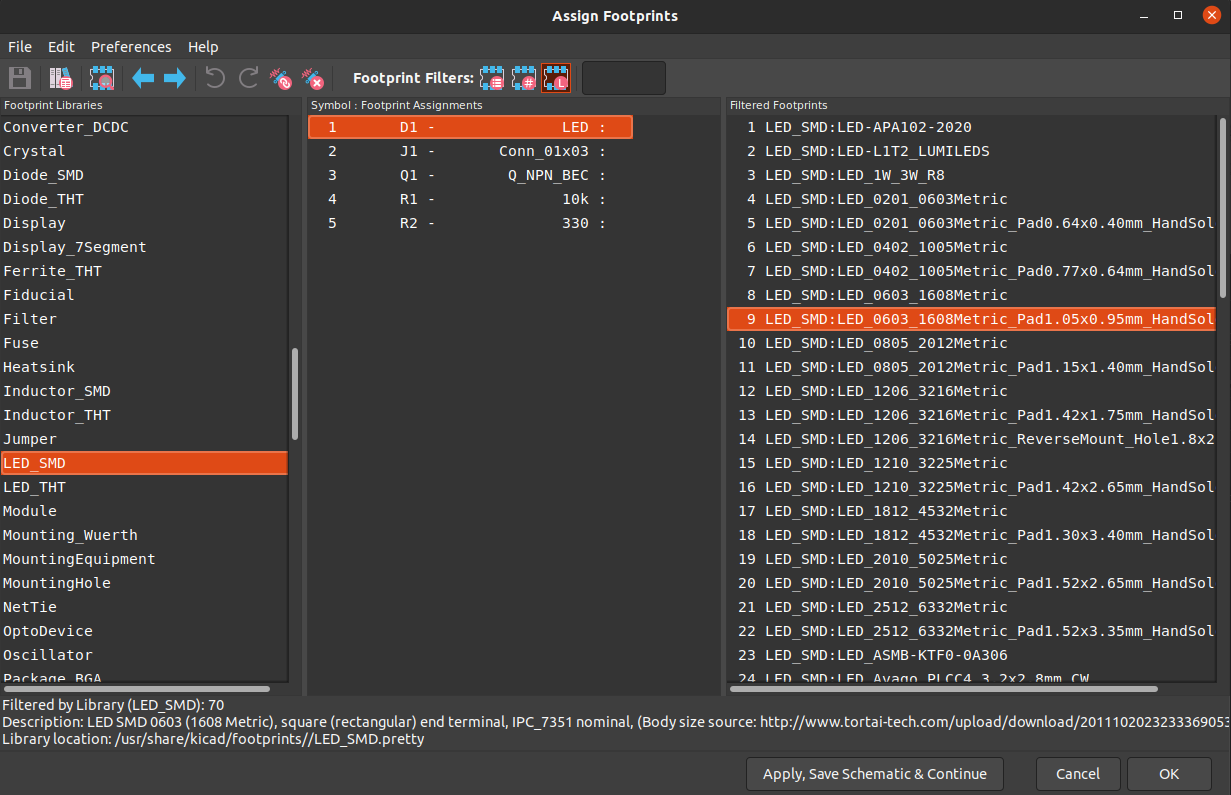 Assign Footprints
File Edit Preferences Help
Footprint Filters:
Footprint Libraries
Converter_DCDC
Crystal
Diode_SMD
Diode_THT
Display
Display_7Segment
Ferrite_THT
Fiducial
Filter
Fuse
Heatsink
Inductor_SMD
Inductor_THT
Jumper
LED_SMD
LED_THT
Module
Mounting_Wuerth
MountingEquipment
MountingHole
NetTie
OptoDevice
Oscillator
Package_BGA
Symbol : Footprint Assignments
1 D1 - LED :
2 J1 - Conn_01x03 :
3 Q1 - Q_NPN_BEC :
4 R1 - 10k :
5 R2 - 330 :
Filtered Footprints
1 LED_SMD:LED-APA102-2020
2 LED_SMD:LED-L1T2_LUMILEDS
3 LED_SMD:LED_1W_3W_R8
4 LED_SMD:LED_0201_0603Metric
5 LED_SMD:LED_0201_0603Metric_Pad0.64x0.40mm_HandSol
6 LED_SMD:LED_0402_1005Metric
7 LED_SMD:LED_0402_1005Metric_Pad0.77x0.64mm_HandSol
8 LED_SMD:LED_0603_1608Metric
9 LED_SMD:LED_0603_1608Metric_Pad1.05x0.95mm_HandSol
10 LED_SMD:LED_0805_2012Metric
11 LED_SMD:LED_0805_2012Metric_Pad1.15x1.40mm_HandSol
12 LED_SMD:LED_1206_3216Metric
13 LED_SMD:LED_1206_3216Metric_Pad1.42x1.75mm_HandSol
14 LED_SMD:LED_1206_3216Metric_ReverseMount_Hole1.8x2
15 LED_SMD:LED_1210_3225Metric
16 LED_SMD:LED_1210_3225Metric_Pad1.42x2.65mm_HandSol
17 LED_SMD:LED_1812_4532Metric
18 LED_SMD:LED_1812_4532Metric_Pad1.30x3.40mm_HandSol
19 LED_SMD:LED_2010_5025Metric
20 LED_SMD:LED_2010_5025Metric_Pad1.52x2.65mm_HandSol
21 LED_SMD:LED_2512_6332Metric
22 LED_SMD:LED_2512_6332Metric_Pad1.52x3.35mm_HandSol
23 LED_SMD:LED_ASMB-KTF0-0A306
24 LED_SMD:LED_Avago_PLCC4_3.2x2.8mm_CW
Filtered by Library (LED_SMD): 70
Description: LED SMD 0603 (1608 Metric), square (rectangular) end terminal, IPC_7351 nominal, (Body size source: http://www.tortai-tech.com/upload/download/2011102023233369053
Library location: /usr/share/kicad/footprints//LED_SMD.pretty
Apply, Save Schematic & Continue
Cancel
OK